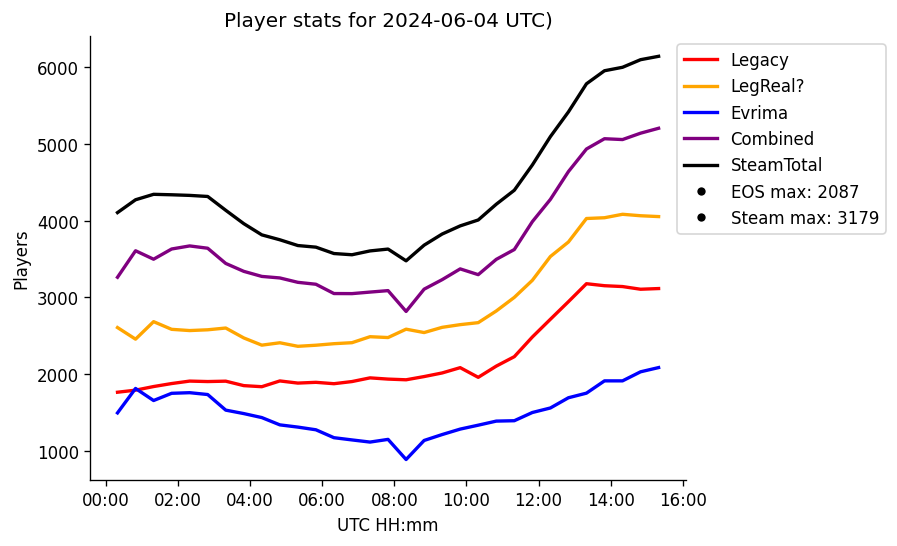 Player stats for 2024-06-04 UTC)
Players
6000
5000
4000
3000
2000
1000
00:00 02:00 04:00 06:00 08:00 10:00 12:00 14:00 16:00
UTC HH:mm
Legacy
LegReal?
Evrima
Combined
SteamTotal
EOS max: 2087
Steam max: 3179